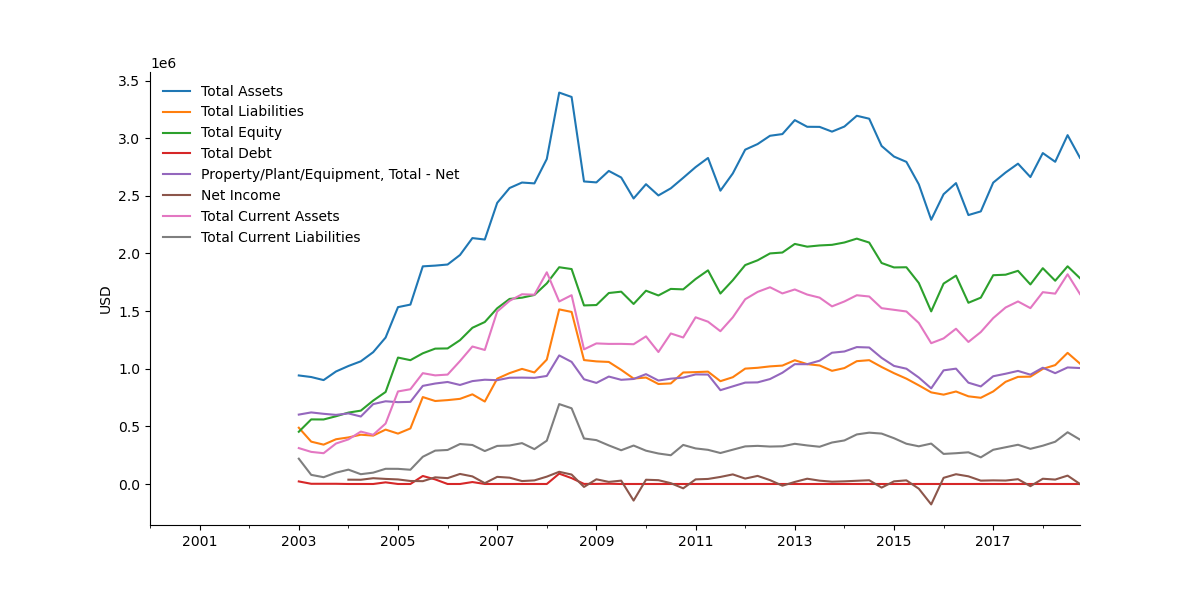 1e6
3.5
3.0
2.5
2.0
1.5
1.0
0.5
0.0
USD
Total Assets
Total Liabilities
Total Equity
Total Debt
Property/Plant/Equipment, Total - Net
Net Income
Total Current Assets
Total Current Liabilities
2001 2003 2005 2007 2009 2011 2013 2015 2017